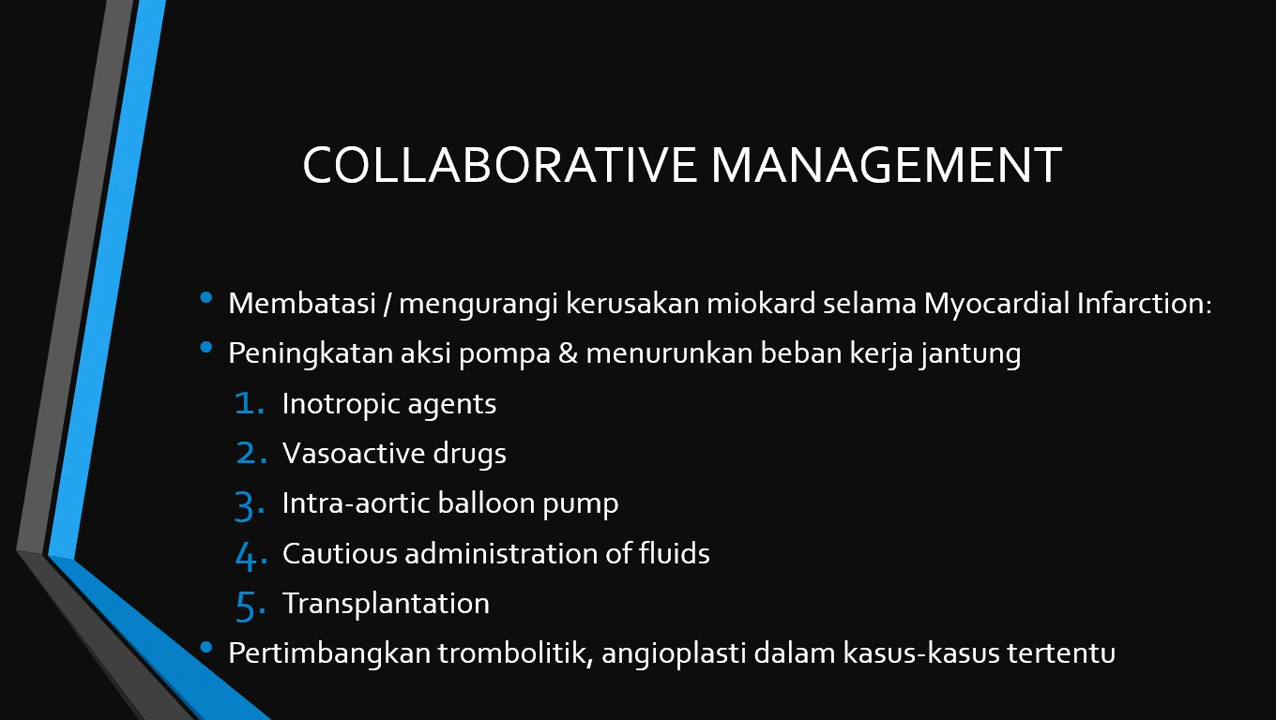 COLLABORATIVE MANAGEMENT
• Membatasi / mengurangi kerusakan miokard selama Myocardial Infarction:
• Peningkatan aksi pompa & menurunkan beban kerja jantung
1. Inotropic agents
2. Vasoactive drugs
3. Intra-aortic balloon pump
4. Cautious administration of fluids
5. Transplantation
• Pertimbangkan trombolitik, angioplasti dalam kasus-kasus tertentu